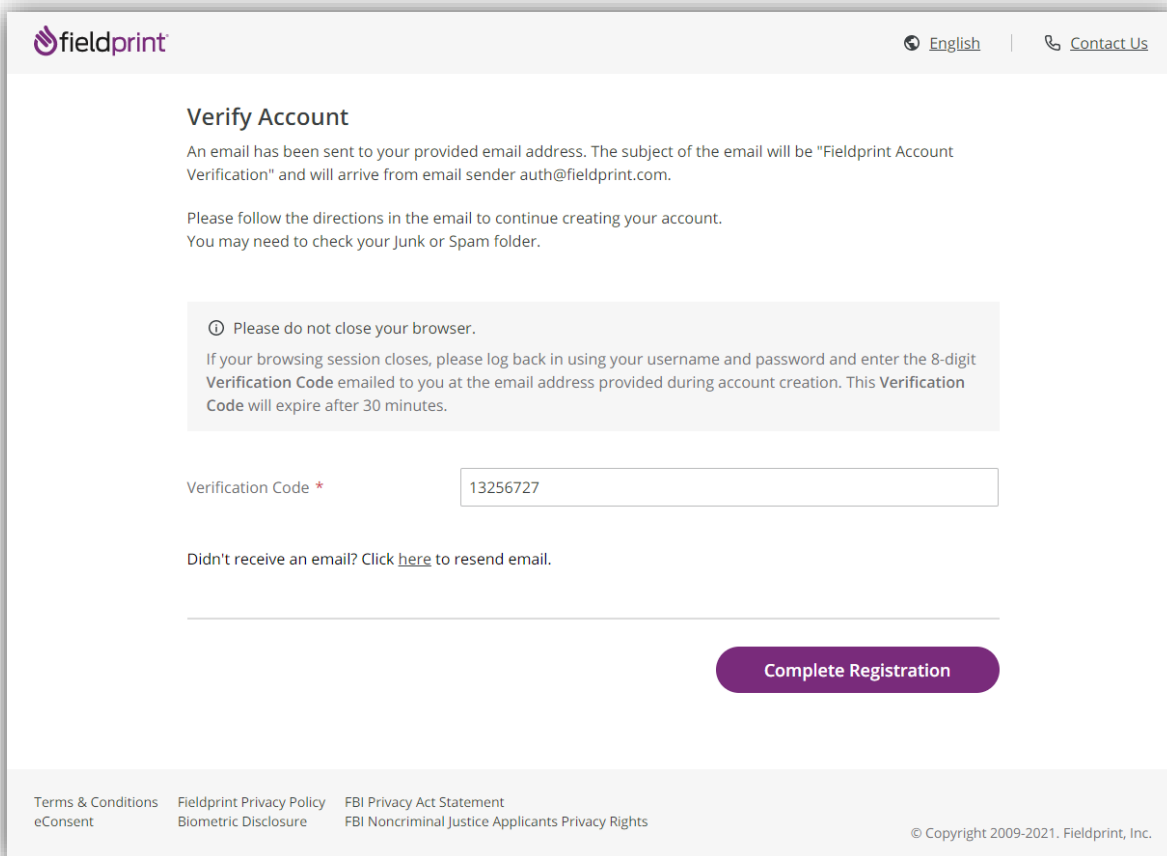 fieldprint
English | Contact Us
Verify Account
An email has been sent to your provided email address. The subject of the email will be "Fieldprint Account
Verification" and will arrive from email sender auth@fieldprint.com.
Please follow the directions in the email to continue creating your account.
You may need to check your Junk or Spam folder.
Please do not close your browser.
If your browsing session closes, please log back in using your username and password and enter the 8-digit
Verification Code emailed to you at the email address provided during account creation. This Verification
Code will expire after 30 minutes.
Verification Code * 13256727
Didn't receive an email? Click here to resend email.
Complete Registration
Terms & Conditions Fieldprint Privacy Policy FBI Privacy Act Statement
eConsent Biometric Disclosure FBI Noncriminal Justice Applicants Privacy Rights
© Copyright 2009-2021. Fieldprint, Inc.